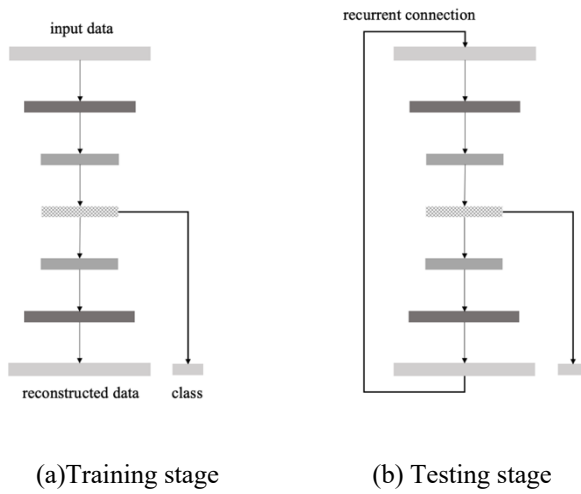 input data
reconstructed data
class
(a)Training stage
recurrent connection
(b) Testing stage